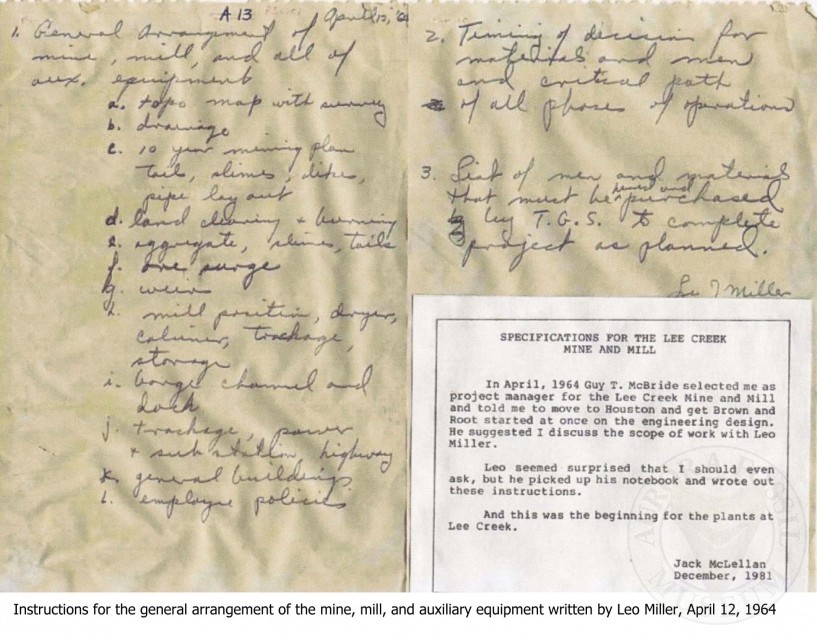 A 13
April 12, '64
1. General Arrangement of
mine, mill, and all of
aux. equipment
a. topo map with survey
b. drainage
c. 10 year mining plan
tails, slimes, dikes,
pipe lay out
d. land clearing + burning
e. aggregate, slimes, tails
f. ore purge
g. weirs
h. mill position, dryer,
calciner, trackage,
storage
i. barge channel and
dock
j. trackage, power
+ sub station, highway
k. general buildings
l. employee policies
2. Timing of decision for
materials and men
and critical path
of all phases of operations
3. List of men and materials
that must be hired and purchased
by T.G.S. to complete
project as planned.
Leo J Miller
SPECIFICATIONS FOR THE LEE CREEK
MINE AND MILL
In April, 1964 Guy T. McBride selected me as
project manager for the Lee Creek Mine and Mill
and told me to move to Houston and get Brown and
Root started at once on the engineering design.
He suggested I discuss the scope of work with Leo
Miller.
Leo seemed surprised that I should even
ask, but he picked up his notebook and wrote out
these instructions.
And this was the beginning for the plants at
Lee Creek.
Jack McLellan
December, 1981
AURORA FOSSIL
MUSEUM
Instructions for the general arrangement of the mine, mill, and auxiliary equipment written by Leo Miller, April 12, 1964